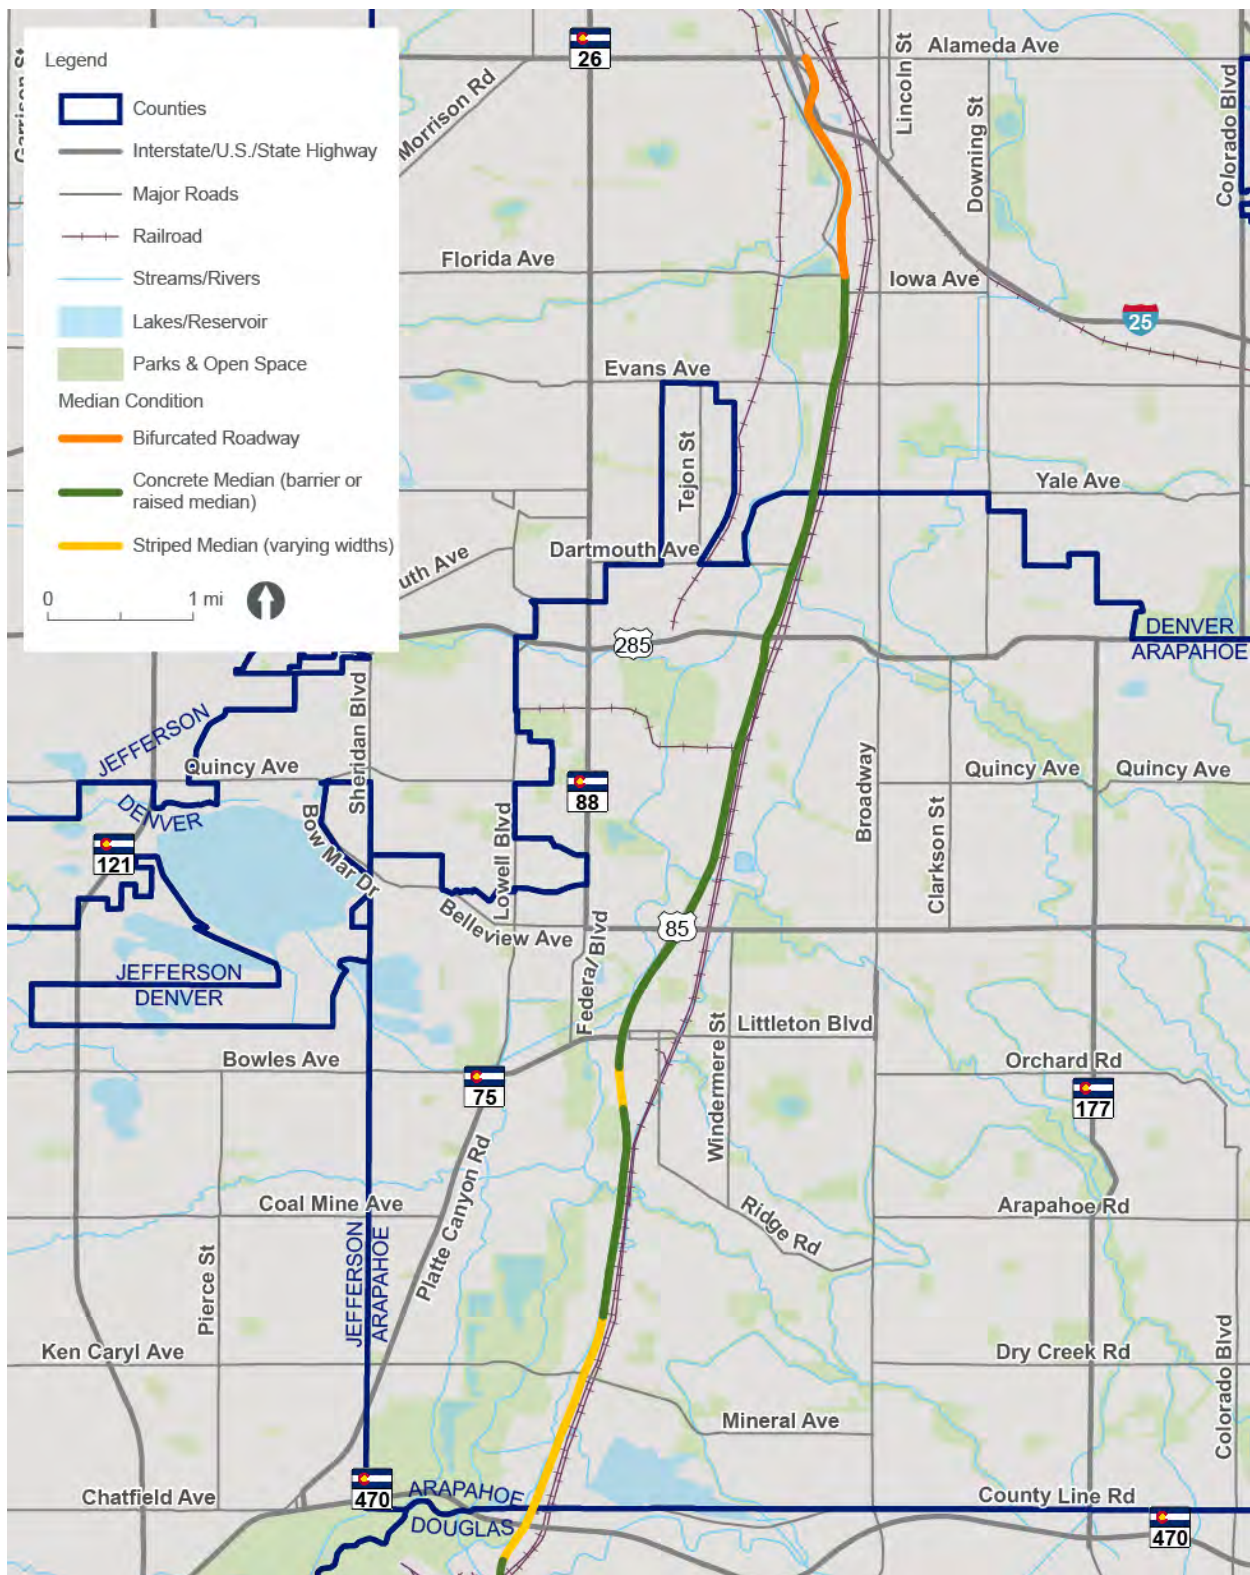 Legend
Counties
Interstate/U.S./State Highway
Major Roads
Railroad
Streams/Rivers
Lakes/Reservoir
Parks & Open Space
Median Condition
Bifurcated Roadway
Concrete Median (barrier or
raised median)
Striped Median (varying widths)
0 1 mi
Garrison St
26
Alameda Ave
Morrison Rd
Lincoln St
Downing St
Colorado Blvd
Florida Ave
Iowa Ave
25
Evans Ave
Tejon St
Yale Ave
Dartmouth Ave
uth Ave
DENVER
ARAPAHOE
285
JEFFERSON
Quincy Ave
DENVER
Sheridan Blvd
88
Broadway
Quincy Ave
Quincy Ave
121
Bow Mar Dr
Lowell Blvd
Clarkson St
Belleview Ave
85
Federal Blvd
JEFFERSON
DENVER
Littleton Blvd
Windermere St
Bowles Ave
75
Orchard Rd
177
Platte Canyon Rd
Coal Mine Ave
Arapahoe Rd
Ridge Rd
Pierce St
JEFFERSON
ARAPAHOE
Ken Caryl Ave
Dry Creek Rd
Colorado Blvd
Mineral Ave
Chatfield Ave
470
ARAPAHOE
DOUGLAS
County Line Rd
470